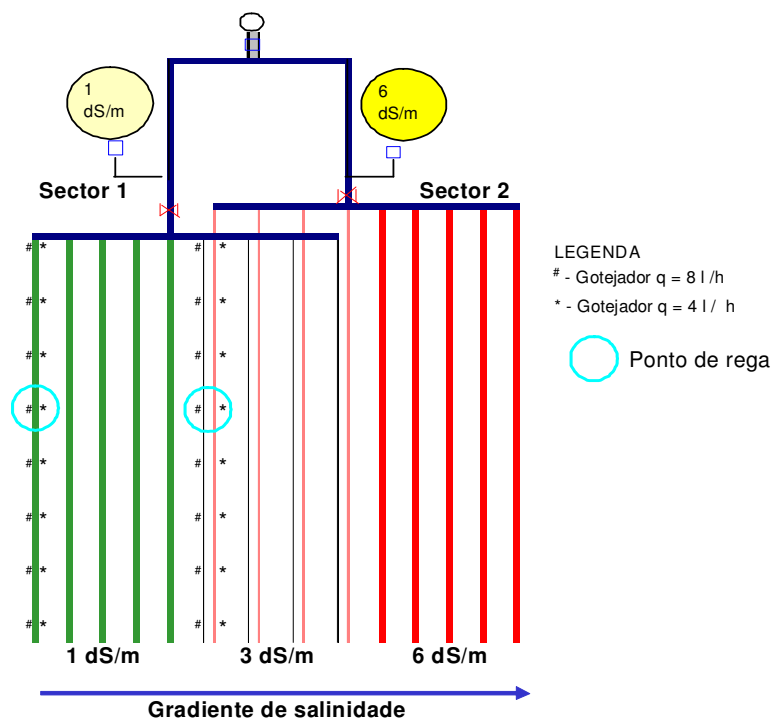 1
dS/m
6
dS/m
Sector 1
Sector 2
# * # *
# * # *
# * # *
# * # *
# * # *
# * # *
# * # *
# * # *
LEGENDA
# - Gotejador q = 8 l /h
* - Gotejador q = 4 l / h
Ponto de rega
1 dS/m
3 dS/m
6 dS/m
Gradiente de salinidade